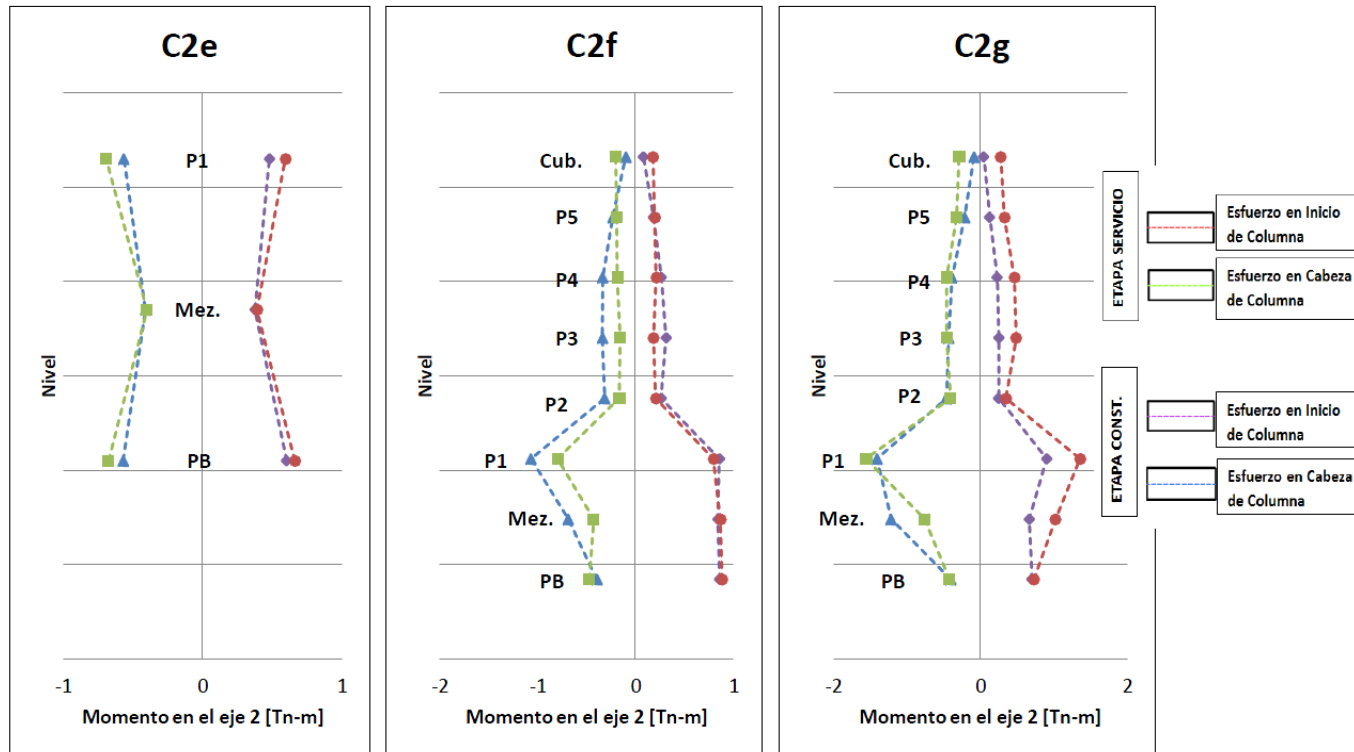 C2e
P1
Mez.
PB
Nivel
-1 0 1
Momento en el eje 2 [Tn-m]
C2f
Cub.
P5
P4
P3
P2
P1
Mez.
PB
Nivel
-2 -1 0 1
Momento en el eje 2 [Tn-m]
C2g
Cub.
P5
P4
P3
P2
P1
Mez.
PB
Nivel
-2 0 2
Momento en el eje 2 [Tn-m]
ETAPA SERVICIO
Esfuerzo en Inicio
de Columna
Esfuerzo en Cabeza
de Columna
ETAPA CONST.
Esfuerzo en Inicio
de Columna
Esfuerzo en Cabeza
de Columna